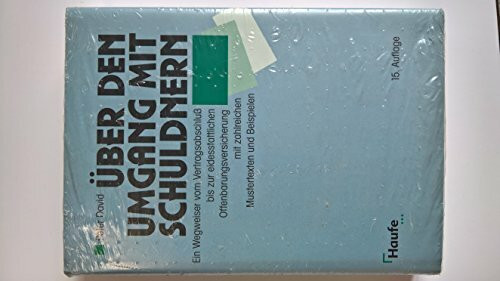 Peter David
ÜBER DEN
UMGANG MIT
SCHULDNERN
Ein Wegweiser vom Vertragsabschluß
bis zur eidesstattlichen
Offenbarungsversicherung
mit zahlreichen
Mustertexten und Beispielen
15. Auflage
Haufe...